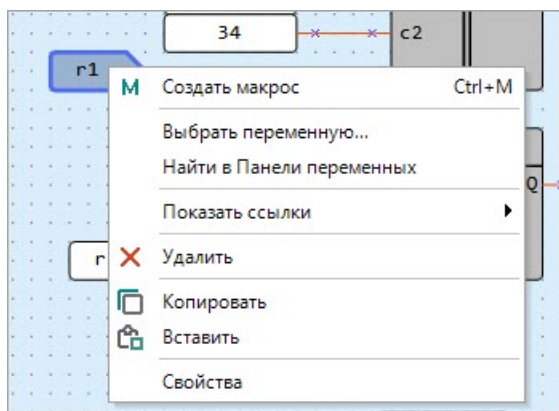 34
c2
r1
M Создать макрос Ctrl+M
Выбрать переменную...
Найти в Панели переменных
Q
Показать ссылки
r
Удалить
Копировать
Вставить
Свойства